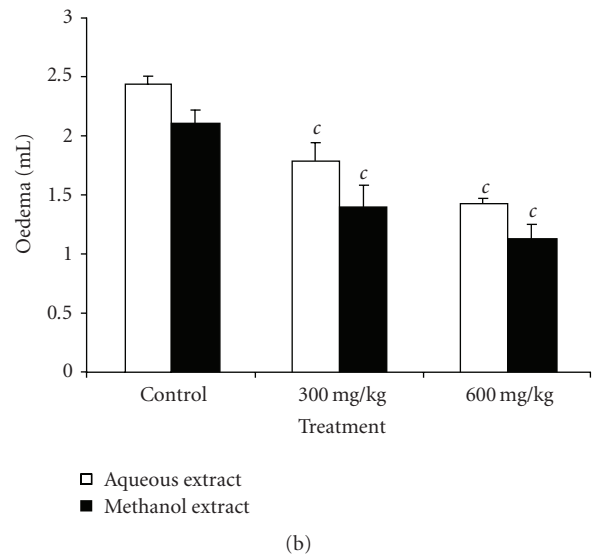 3
2.5
2
1.5
1
0.5
0
Oedema (mL)
c
c
c
c
Control
300 mg/kg
600 mg/kg
Treatment
Aqueous extract
Methanol extract
(b)